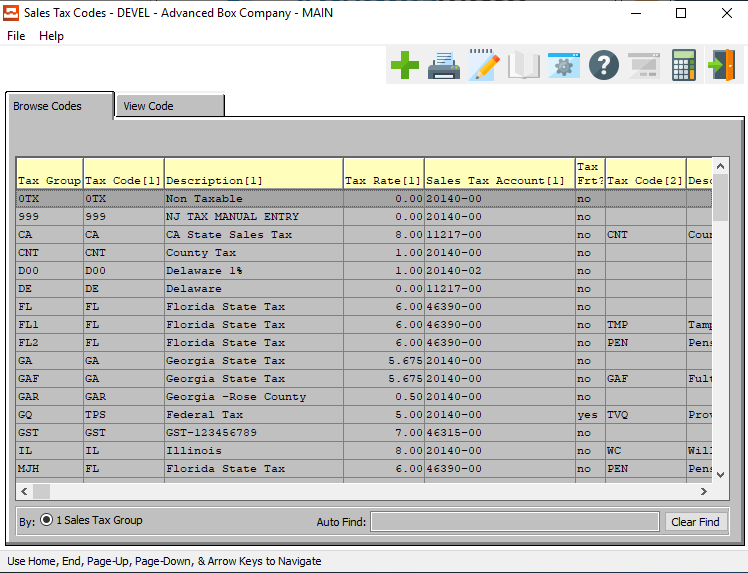 Sales Tax Codes - DEVEL - Advanced Box Company - MAIN
File Help
Browse Codes View Code
Tax
Tax Group Tax Code[1] Description[1] Tax Rate[1] Sales Tax Account[1] Frt? Tax Code[2] Desc
0TX 0TX Non Taxable 0.00 20140-00 no
999 999 NJ TAX MANUAL ENTRY 0.00 20140-00 no
CA CA CA State Sales Tax 8.00 11217-00 no CNT Coun
CNT CNT County Tax 1.00 20140-00 no
D00 D00 Delaware 1% 1.00 20140-02 no
DE DE Delaware 0.00 11217-00 no
FL FL Florida State Tax 6.00 46390-00 no
FL1 FL Florida State Tax 6.00 46390-00 no TMP Tamp
FL2 FL Florida State Tax 6.00 46390-00 no PEN Pens
GA GA Georgia State Tax 5.675 20140-00 no
GAF GA Georgia State Tax 5.675 20140-00 no GAF Fult
GAR GAR Georgia -Rose County 0.50 20140-00 no
GQ TPS Federal Tax 5.00 20140-00 yes TVQ Prov
GST GST GST-123456789 7.00 46315-00 no
IL IL Illinois 8.00 20140-00 no WC Will
MJH FL Florida State Tax 6.00 46390-00 no PEN Pens
By: 1 Sales Tax Group Auto Find: Clear Find
Use Home, End, Page-Up, Page-Down, & Arrow Keys to Navigate